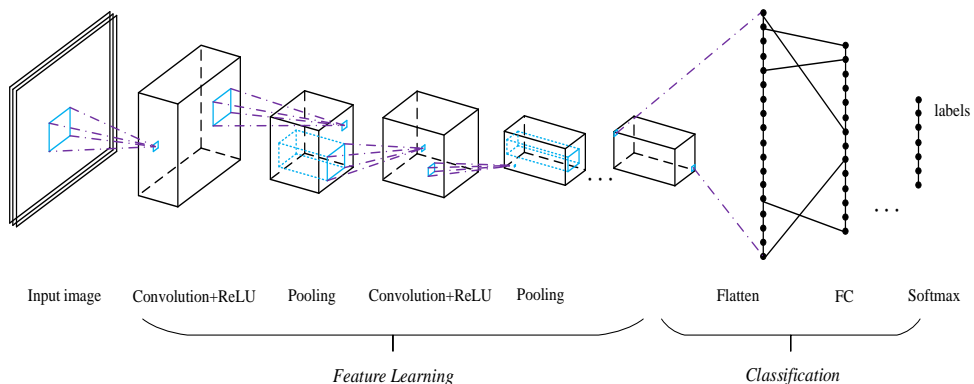 labels
. . .
. . .
Input image
Convolution+ReLU
Pooling
Convolution+ReLU
Pooling
Flatten
FC
Softmax
Feature Learning
Classification